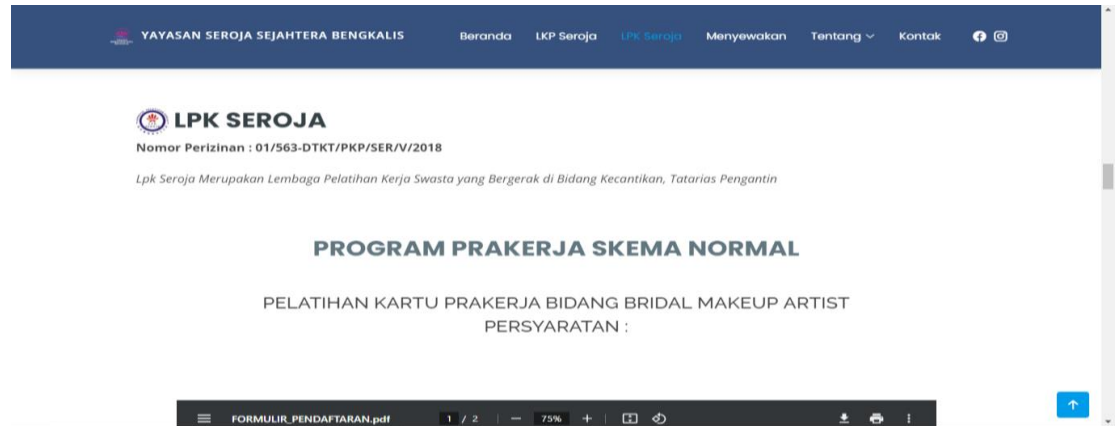 YAYASAN SEROJA SEJAHTERA BENGKALIS Beranda LKP Seroja LPK Seroja Menyewakan Tentang Kontak
LPK SEROJA
Nomor Perizinan : 01/563-DTKT/PKP/SER/V/2018
Lpk Seroja Merupakan Lembaga Pelatihan Kerja Swasta yang Bergerak di Bidang Kecantikan, Tatarias Pengantin
PROGRAM PRAKERJA SKEMA NORMAL
PELATIHAN KARTU PRAKERJA BIDANG BRIDAL MAKEUP ARTIST
PERSYARATAN :
FORMULIR_PENDAFTARAN.pdf 1 / 2 75%